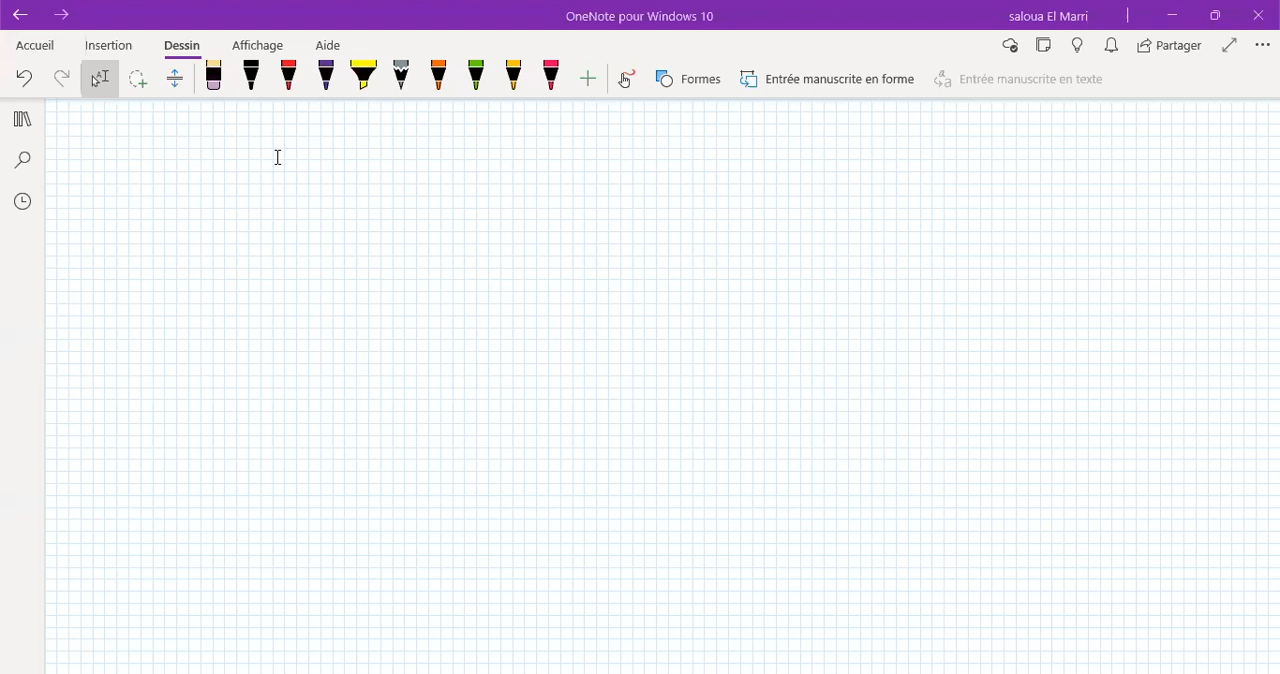 OneNote pour Windows 10
saloua El Marri
Accueil
Insertion
Dessin
Affichage
Aide
Partager
Formes
Entrée manuscrite en forme
Entrée manuscrite en texte